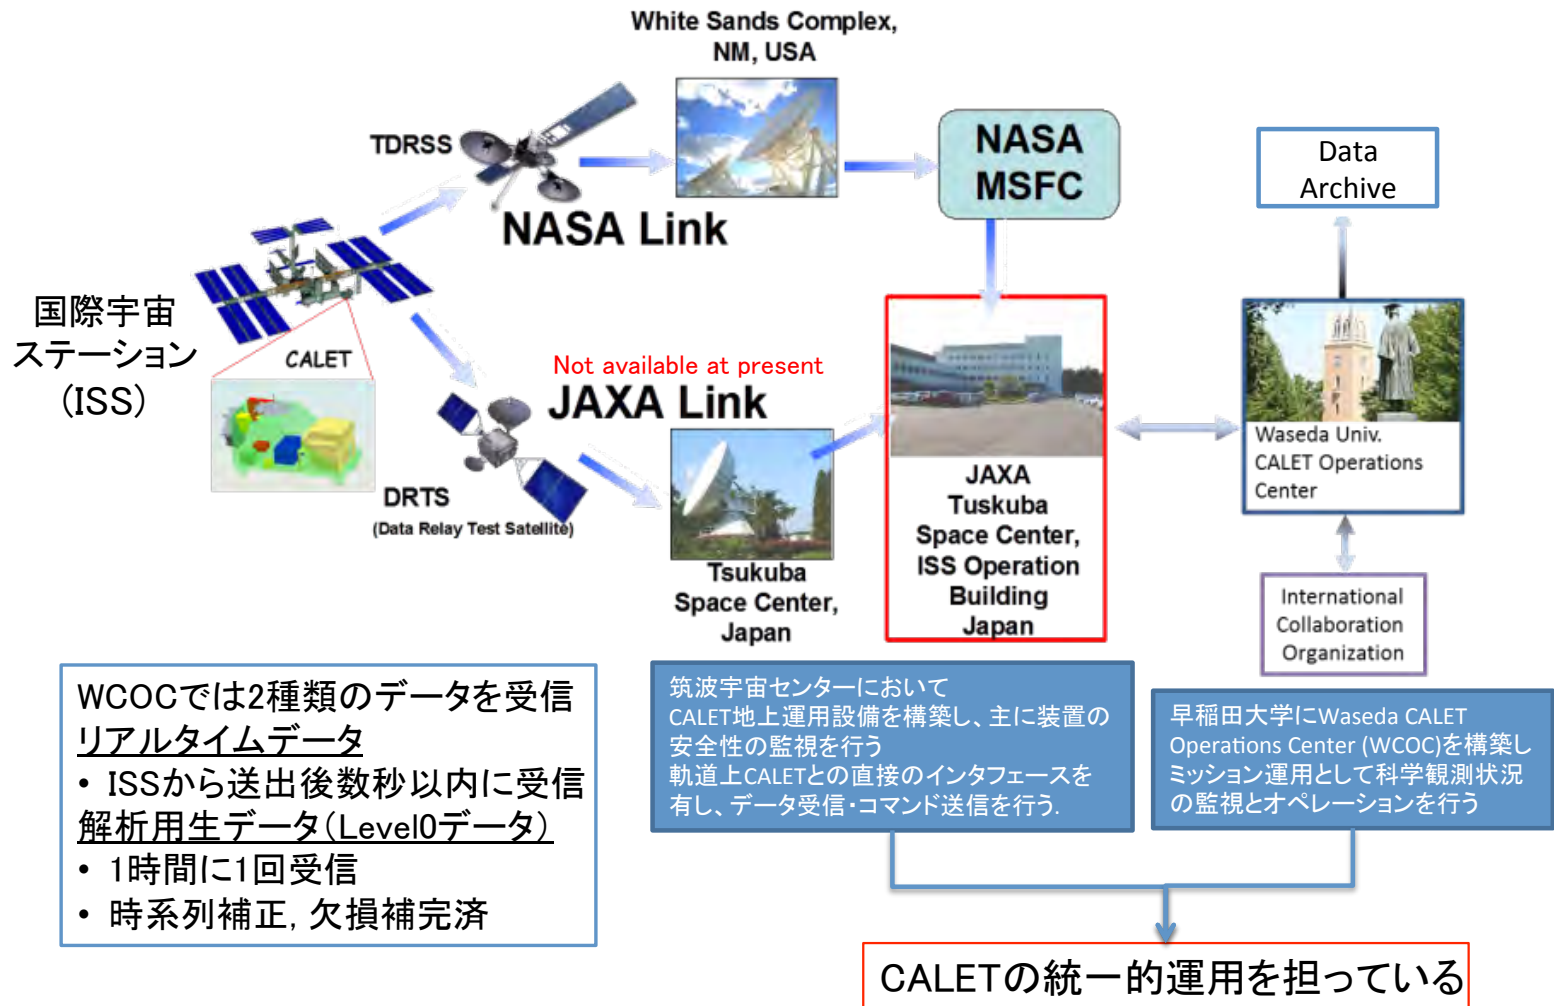 White Sands Complex,
NM, USA
TDRSS
NASA Link
NASA
MSFC
Data
Archive
国際宇宙
ステーション
(ISS)
CALET
Not available at present
JAXA Link
DRTS
(Data Relay Test Satellite)
Tsukuba
Space Center,
Japan
JAXA
Tuskuba
Space Center,
ISS Operation
Building
Japan
Waseda Univ.
CALET Operations
Center
International
Collaboration
Organization
WCOCでは2種類のデータを受信
リアルタイムデータ
• ISSから送出後数秒以内に受信
解析用生データ(Level0データ)
• 1時間に1回受信
• 時系列補正, 欠損補完済
筑波宇宙センターにおいて
CALET地上運用設備を構築し、主に装置の
安全性の監視を行う
軌道上CALETとの直接のインタフェースを
有し、データ受信・コマンド送信を行う.
早稲田大学にWaseda CALET
Operations Center (WCOC)を構築し
ミッション運用として科学観測状況
の監視とオペレーションを行う
CALETの統一的運用を担っている